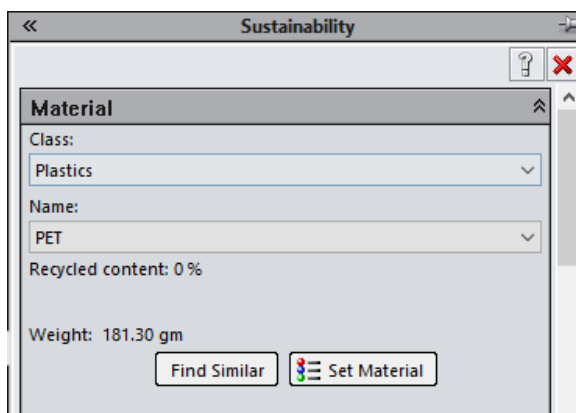 Sustainability
Material
Class:
Plastics
Name:
PET
Recycled content: 0 %
Weight: 181.30 gm
Find Similar Set Material